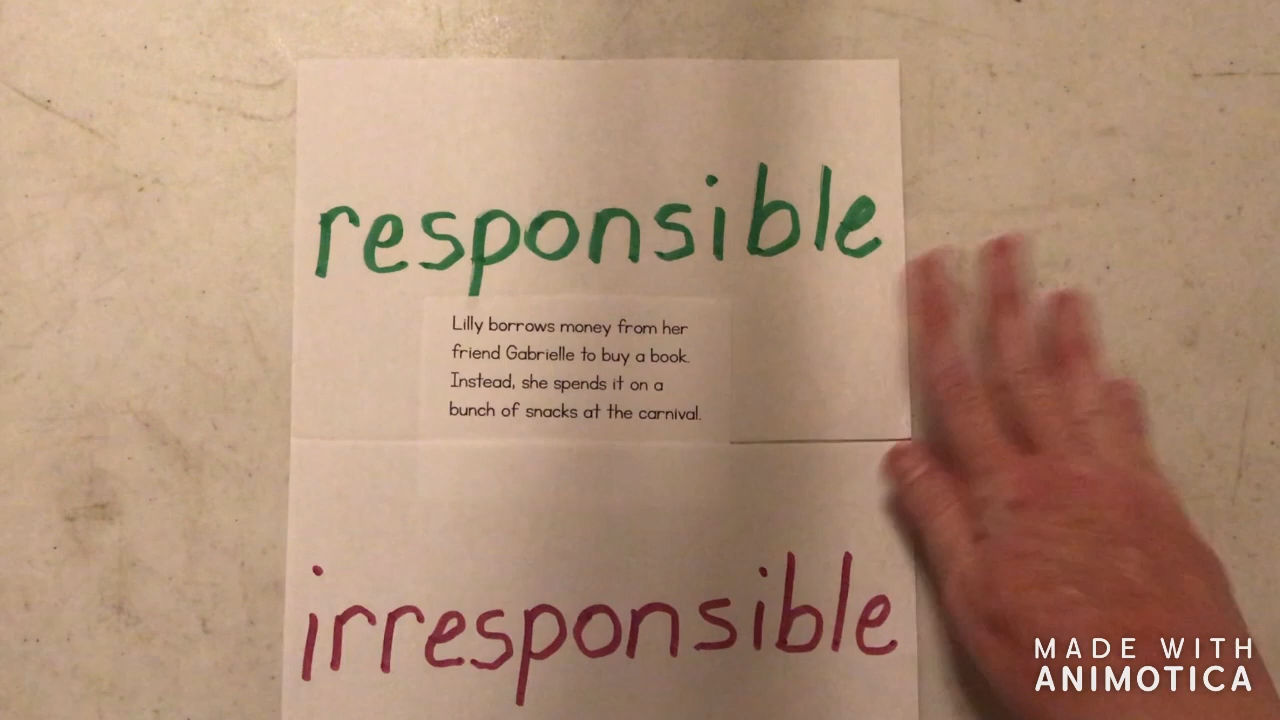 responsible
Lilly borrows money from her
friend Gabrielle to buy a book.
Instead, she spends it on a
bunch of snacks at the carnival.
irresponsible
MADE WITH
ANIMOTICA